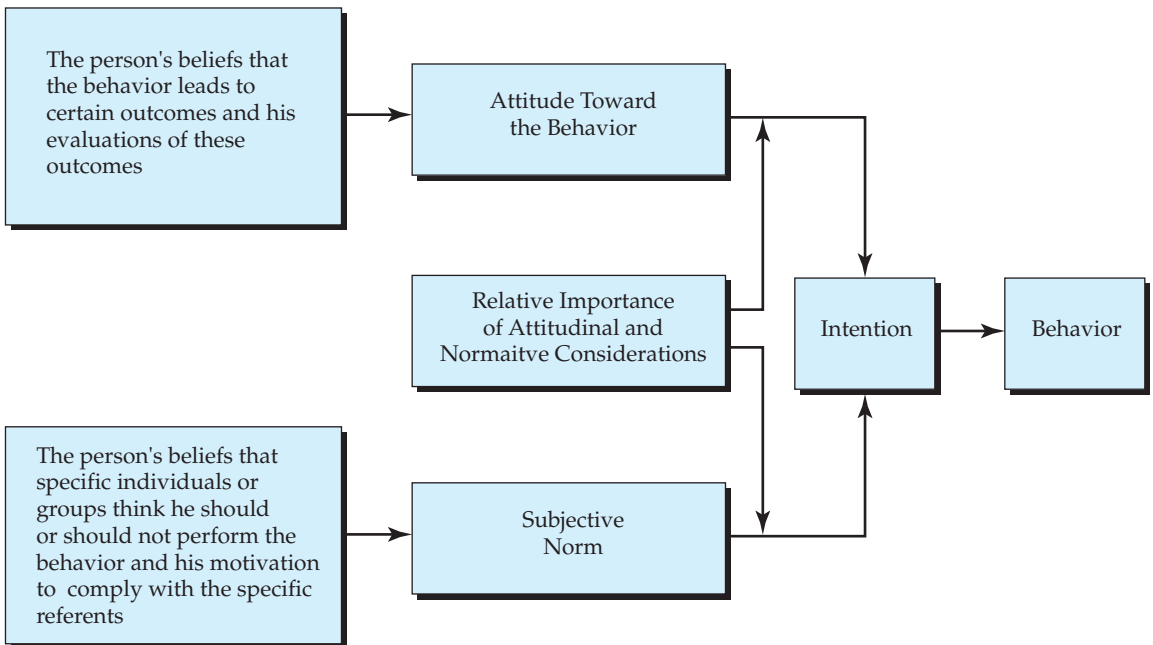 The person's beliefs that
the behavior leads to
certain outcomes and his
evaluations of these
outcomes
Attitude Toward
the Behavior
Relative Importance
of Attitudinal and
Normaitve Considerations
Intention
Behavior
The person's beliefs that
specific individuals or
groups think he should
or should not perform the
behavior and his motivation
to comply with the specific
referents
Subjective
Norm